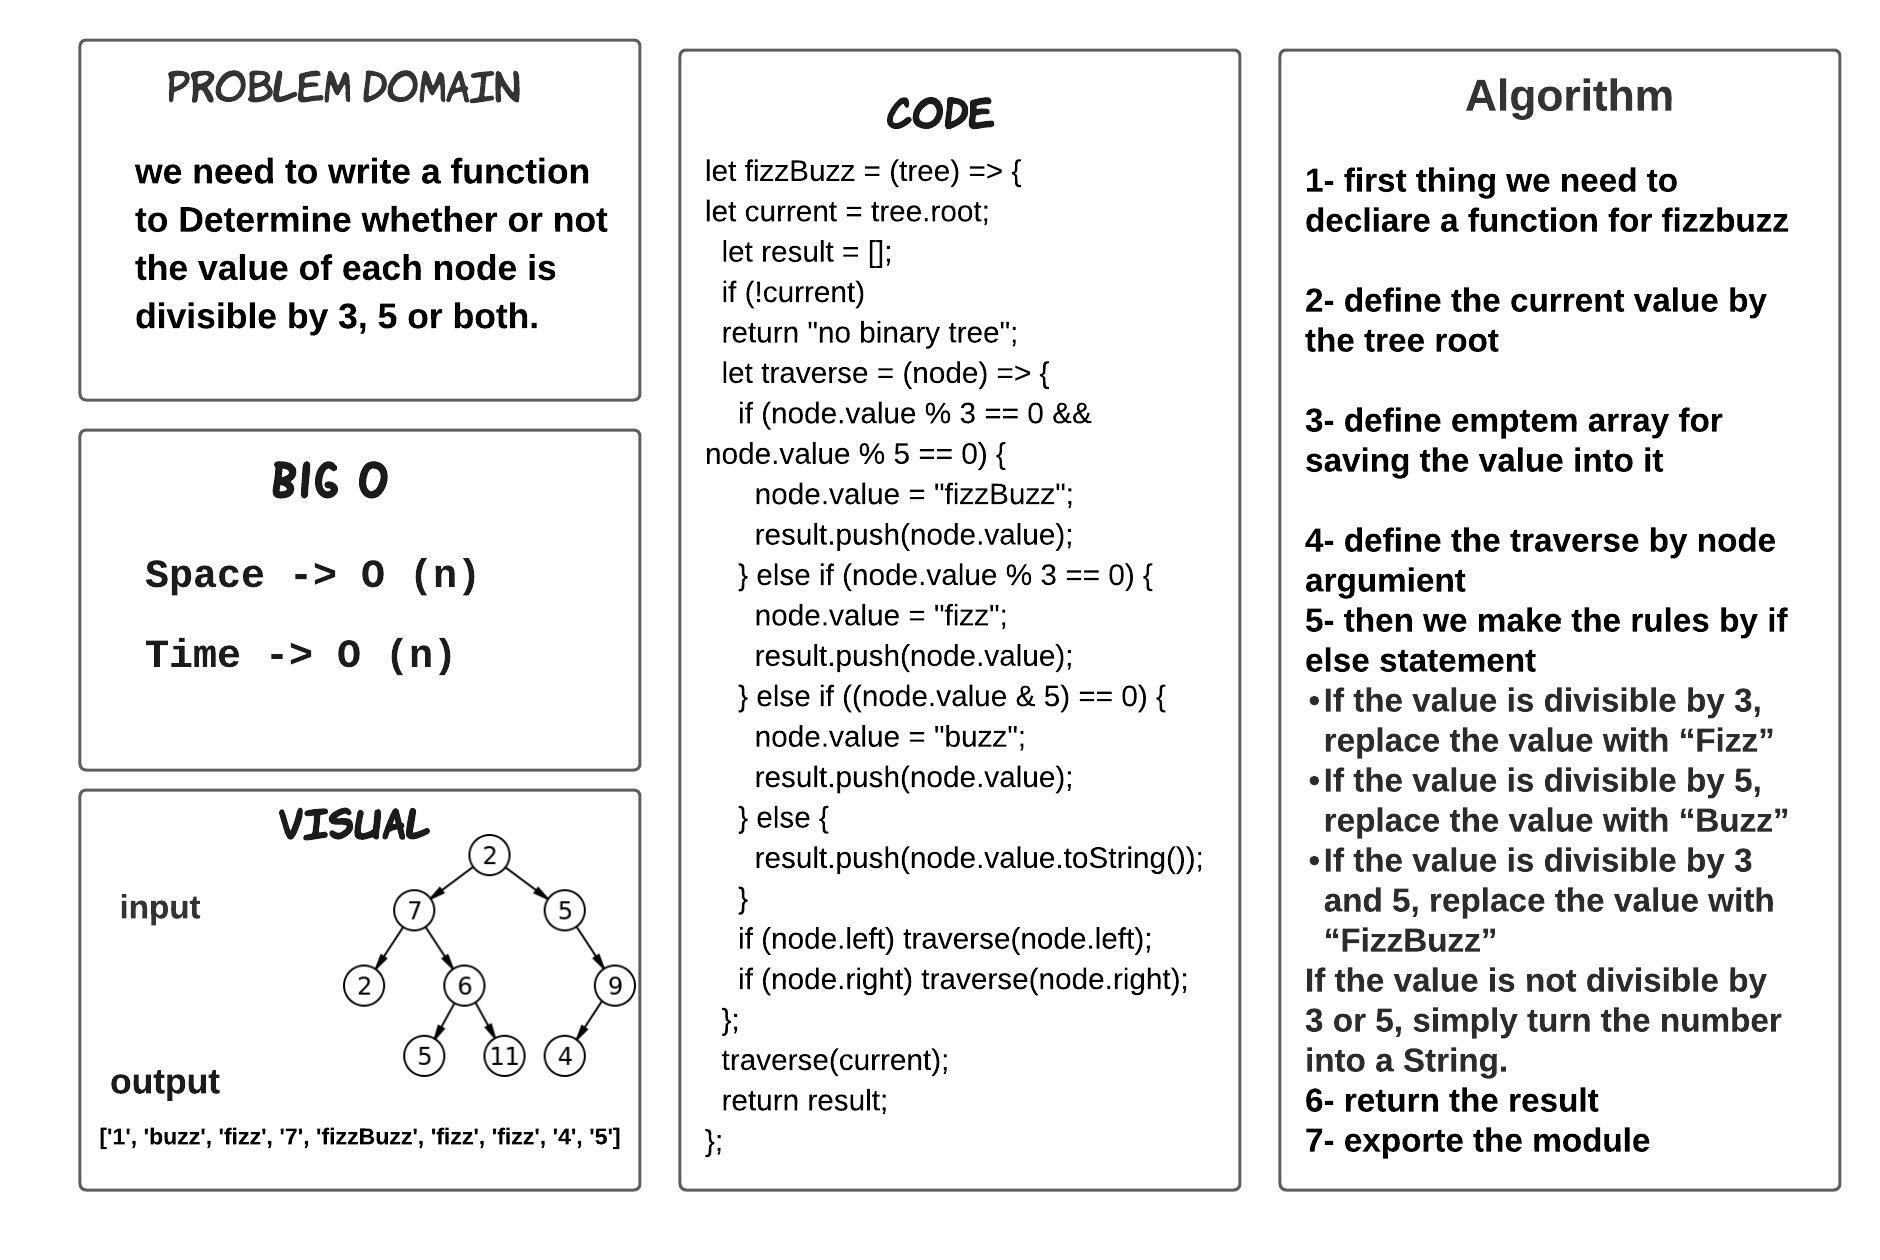 PROBLEM DOMAIN
we need to write a function
to Determine whether or not
the value of each node is
divisible by 3, 5 or both.
BIG O
Space -> O (n)
Time -> O (n)
VISUAL
input
2
7
5
2
6
9
5
11
4
output
['1', 'buzz', 'fizz', '7', 'fizzBuzz', 'fizz', 'fizz', '4', '5']
CODE
let fizzBuzz = (tree) => {
let current = tree.root;
let result = [];
if (!current)
return "no binary tree";
let traverse = (node) => {
if (node.value % 3 == 0 &&
node.value % 5 == 0) {
node.value = "fizzBuzz";
result.push(node.value);
} else if (node.value % 3 == 0) {
node.value = "fizz";
result.push(node.value);
} else if ((node.value & 5) == 0) {
node.value = "buzz";
result.push(node.value);
} else {
result.push(node.value.toString());
}
if (node.left) traverse(node.left);
if (node.right) traverse(node.right);
};
traverse(current);
return result;
};
Algorithm
1- first thing we need to
decliare a function for fizzbuzz
2- define the current value by
the tree root
3- define emptem array for
saving the value into it
4- define the traverse by node
argumient
5- then we make the rules by if
else statement
•If the value is divisible by 3,
replace the value with “Fizz”
•If the value is divisible by 5,
replace the value with “Buzz”
•If the value is divisible by 3
and 5, replace the value with
“FizzBuzz”
If the value is not divisible by
3 or 5, simply turn the number
into a String.
6- return the result
7- exporte the module